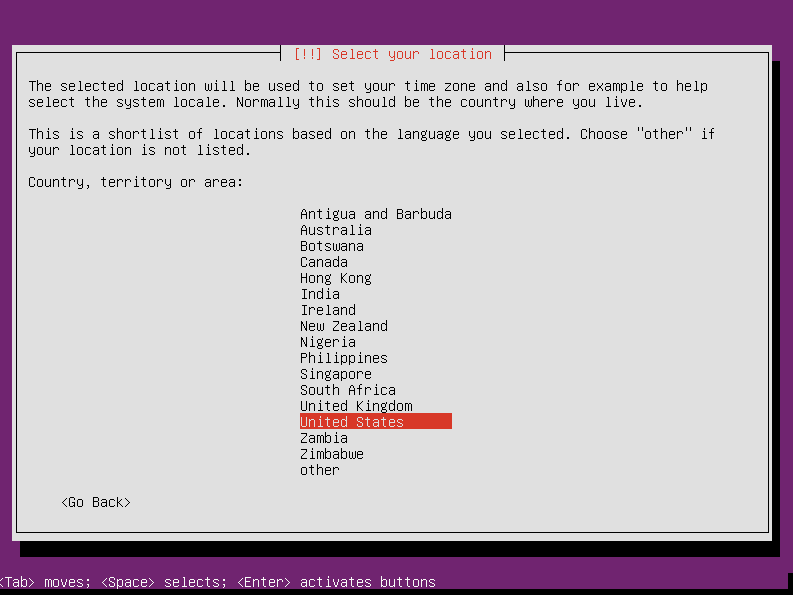 [!!] Select your location
The selected location will be used to set your time zone and also for example to help
select the system locale. Normally this should be the country where you live.
This is a shortlist of locations based on the language you selected. Choose "other" if
your location is not listed.
Country, territory or area:
Antigua and Barbuda
Australia
Botswana
Canada
Hong Kong
India
Ireland
New Zealand
Nigeria
Philippines
Singapore
South Africa
United Kingdom
United States
Zambia
Zimbabwe
other
<Go Back>
<Tab> moves; <Space> selects; <Enter> activates buttons